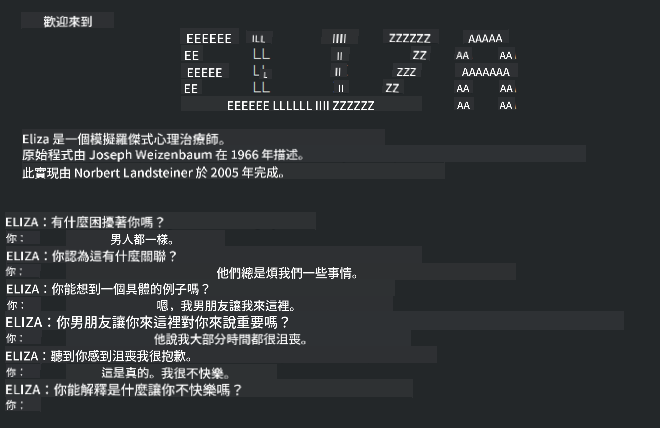 歡迎來到
EEEEEE ILL IIII ZZZZZZ AAAAA
EE LL II ZZ AA AA
EEEEE LL II ZZZ AAAAAAA
EE LL II ZZ AA AA
EEEEEE LLLLLL IIII ZZZZZZ AA AA
Eliza 是一個模擬羅傑式心理治療師。
原始程式由 Joseph Weizenbaum 在 1966 年描述。
此實現由 Norbert Landsteiner 於 2005 年完成。
ELIZA：有什麼困擾著你嗎？
你： 男人都一樣。
ELIZA：你認為這有什麼關聯？
你： 他們總是煩我們一些事情。
ELIZA：你能想到一個具體的例子嗎？
你： 嗯，我男朋友讓我來這裡。
ELIZA：你男朋友讓你來這裡對你來說重要嗎？
你： 他說我大部分時間都很沮喪。
ELIZA：聽到你感到沮喪我很抱歉。
你： 這是真的。我很不快樂。
ELIZA：你能解釋是什麼讓你不快樂嗎？
你：